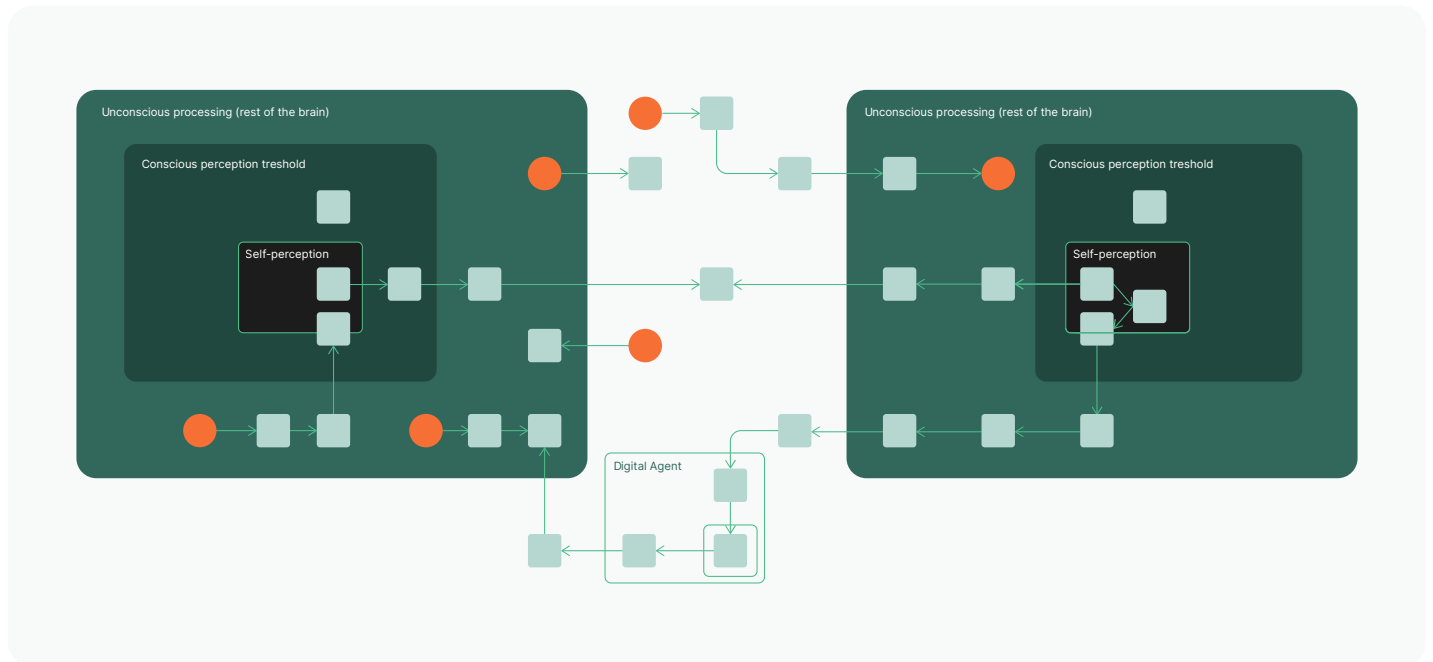 Unconscious processing (rest of the brain)
Conscious perception treshold
Self-perception
Unconscious processing (rest of the brain)
Conscious perception treshold
Self-perception
Digital Agent